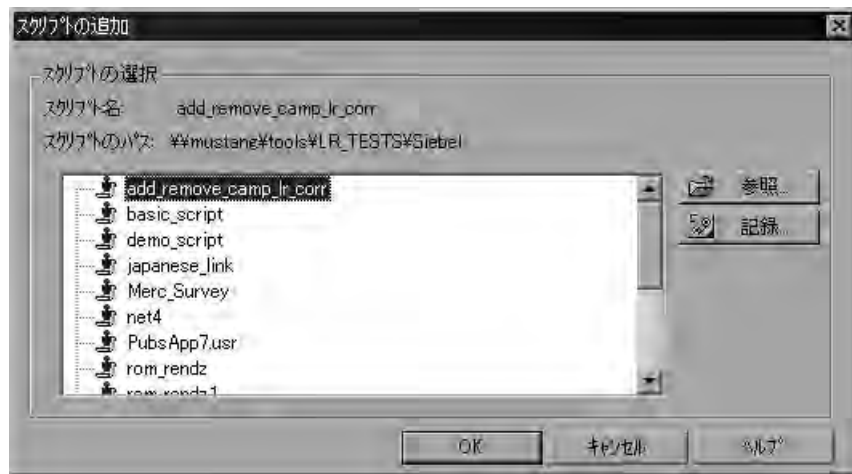 スクリプトの追加
スクリプトの選択
スクリプト名: add_remove_camp_lr_corr
スクリプトのパス: ¥¥mustang¥tools¥LR_TESTS¥Siebel
add_remove_camp_lr_corr
basic_script
demo_script
japanese_link
Merc_Survey
net4
PubsApp7.usr
rom_rendz
参照...
記録...
OK
キャンセル
ヘルプ